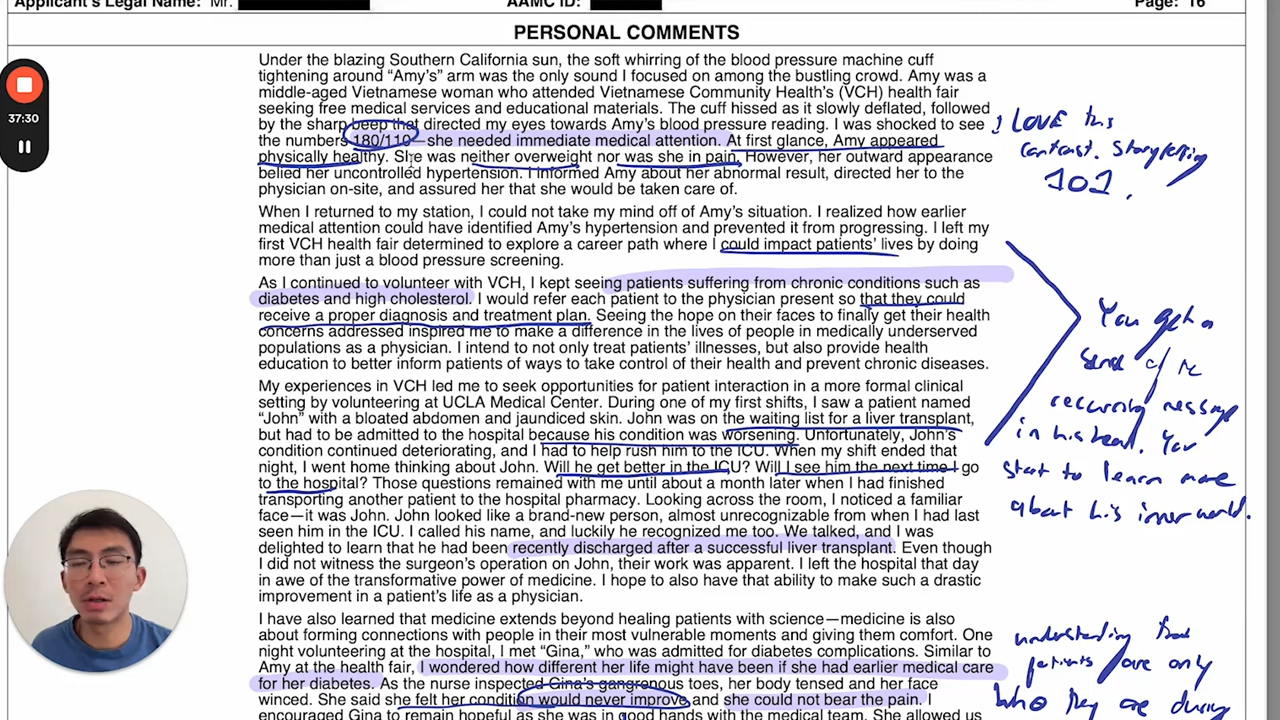 Applicant's Legal Name: Mr. AAMC ID: Page: 16
PERSONAL COMMENTS
Under the blazing Southern California sun, the soft whirring of the blood pressure machine cuff
tightening around “Amy’s” arm was the only sound I focused on among the bustling crowd. Amy was a
middle-aged Vietnamese woman who attended Vietnamese Community Health’s (VCH) health fair
seeking free medical services and educational materials. The cuff hissed as it slowly deflated, followed
by the sharp beep that directed my eyes towards Amy’s blood pressure reading. I was shocked to see
the numbers 180/110—she needed immediate medical attention. At first glance, Amy appeared
physically healthy. She was neither overweight nor was she in pain. However, her outward appearance
belied her uncontrolled hypertension. I informed Amy about her abnormal result, directed her to the
physician on-site, and assured her that she would be taken care of.
I LOVE this
contrast. Storytelling
101.
When I returned to my station, I could not take my mind off of Amy’s situation. I realized how earlier
medical attention could have identified Amy’s hypertension and prevented it from progressing. I left my
first VCH health fair determined to explore a career path where I could impact patients’ lives by doing
more than just a blood pressure screening.
As I continued to volunteer with VCH, I kept seeing patients suffering from chronic conditions such as
diabetes and high cholesterol. I would refer each patient to the physician present so that they could
receive a proper diagnosis and treatment plan. Seeing the hope on their faces to finally get their health
concerns addressed inspired me to make a difference in the lives of people in medically underserved
populations as a physician. I intend to not only treat patients’ illnesses, but also provide health
education to better inform patients of ways to take control of their health and prevent chronic diseases.
My experiences in VCH led me to seek opportunities for patient interaction in a more formal clinical
setting by volunteering at UCLA Medical Center. During one of my first shifts, I saw a patient named
“John” with a bloated abdomen and jaundiced skin. John was on the waiting list for a liver transplant,
but had to be admitted to the hospital because his condition was worsening. Unfortunately, John’s
condition continued deteriorating, and I had to help rush him to the ICU. When my shift ended that
night, I went home thinking about John. Will he get better in the ICU? Will I see him the next time I go
to the hospital? Those questions remained with me until about a month later when I had finished
transporting another patient to the hospital pharmacy. Looking across the room, I noticed a familiar
face—it was John. John looked like a brand-new person, almost unrecognizable from when I had last
seen him in the ICU. I called his name, and luckily he recognized me too. We talked, and I was
delighted to learn that he had been recently discharged after a successful liver transplant. Even though
I did not witness the surgeon’s operation on John, their work was apparent. I left the hospital that day
in awe of the transformative power of medicine. I hope to also have that ability to make such a drastic
improvement in a patient’s life as a physician.
You get a
sense of the
recurring message
in his head. You
start to learn more
about his inner world.
I have also learned that medicine extends beyond healing patients with science—medicine is also
about forming connections with people in their most vulnerable moments and giving them comfort. One
night volunteering at the hospital, I met “Gina,” who was admitted for diabetes complications. Similar to
Amy at the health fair, I wondered how different her life might have been if she had earlier medical care
for her diabetes. As the nurse inspected Gina’s gangrenous toes, her body tensed and her face
winced. She said she felt her condition would never improve and she could not bear the pain. I
encouraged Gina to remain hopeful as she was in good hands with the medical team. She allowed us
understanding that
patients are only
who they are during
37:30